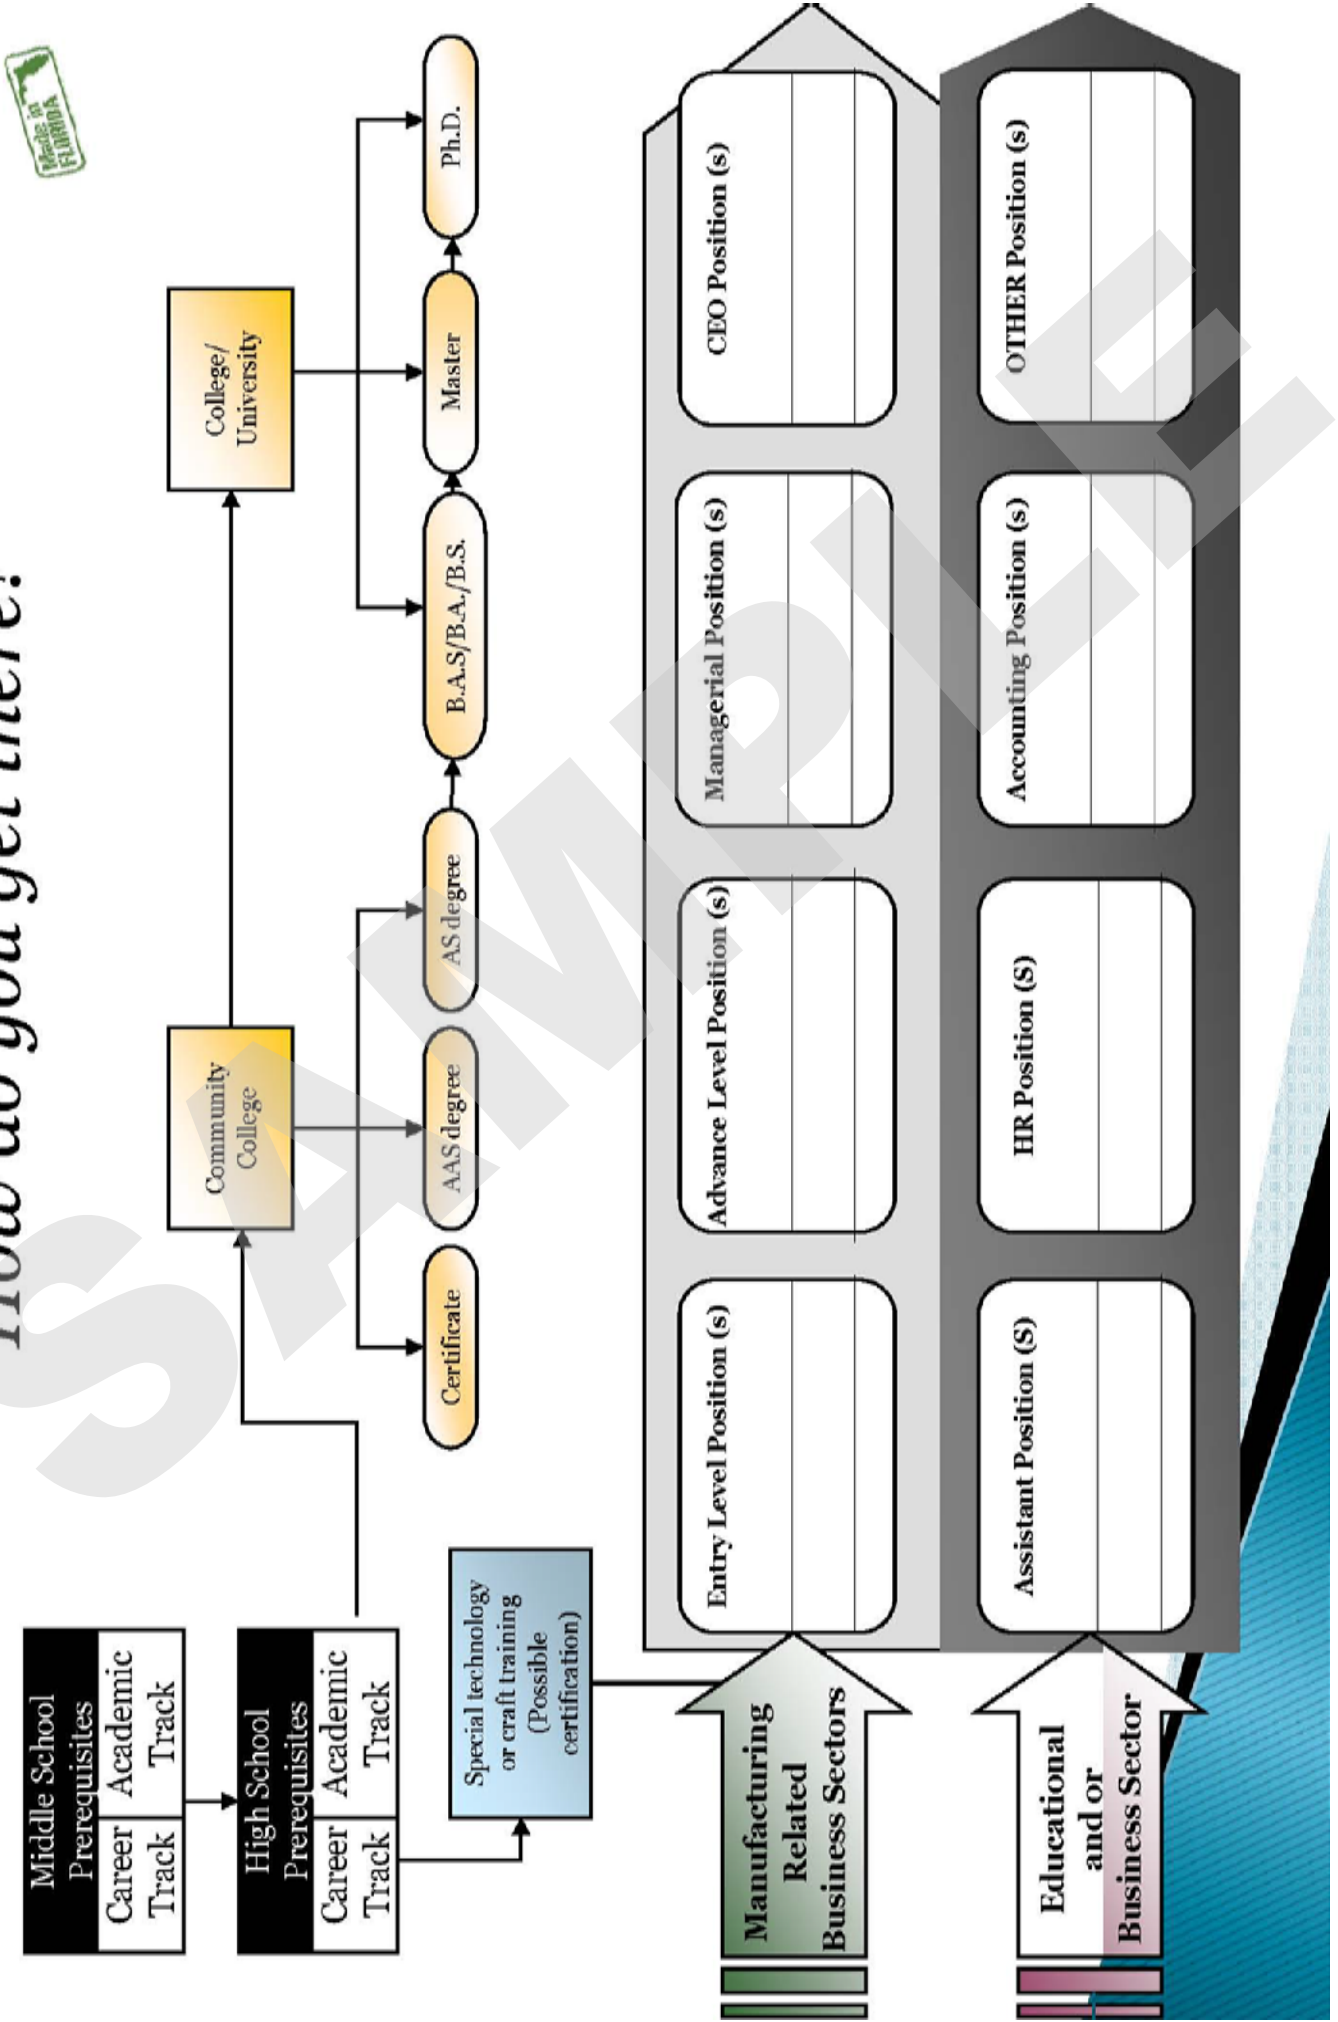 How do you get there?
Made in
FLORIDA
Middle School
Prerequisites
Career
Track
Academic
Track
High School
Prerequisites
Career
Track
Academic
Track
Community
College
College/
University
Certificate
AAS degree
AS degree
B.A.S/B.A./B.S.
Master
Ph.D.
Special technology
or craft training
(Possible
certification)
Manufacturing
Related
Business Sectors
Entry Level Position (s)
Advance Level Position (s)
Managerial Position (s)
CEO Position (s)
Educational
and/or
Business Sector
Assistant Position (S)
HR Position (S)
Accounting Position (s)
OTHER Position (s)
SAMPLE